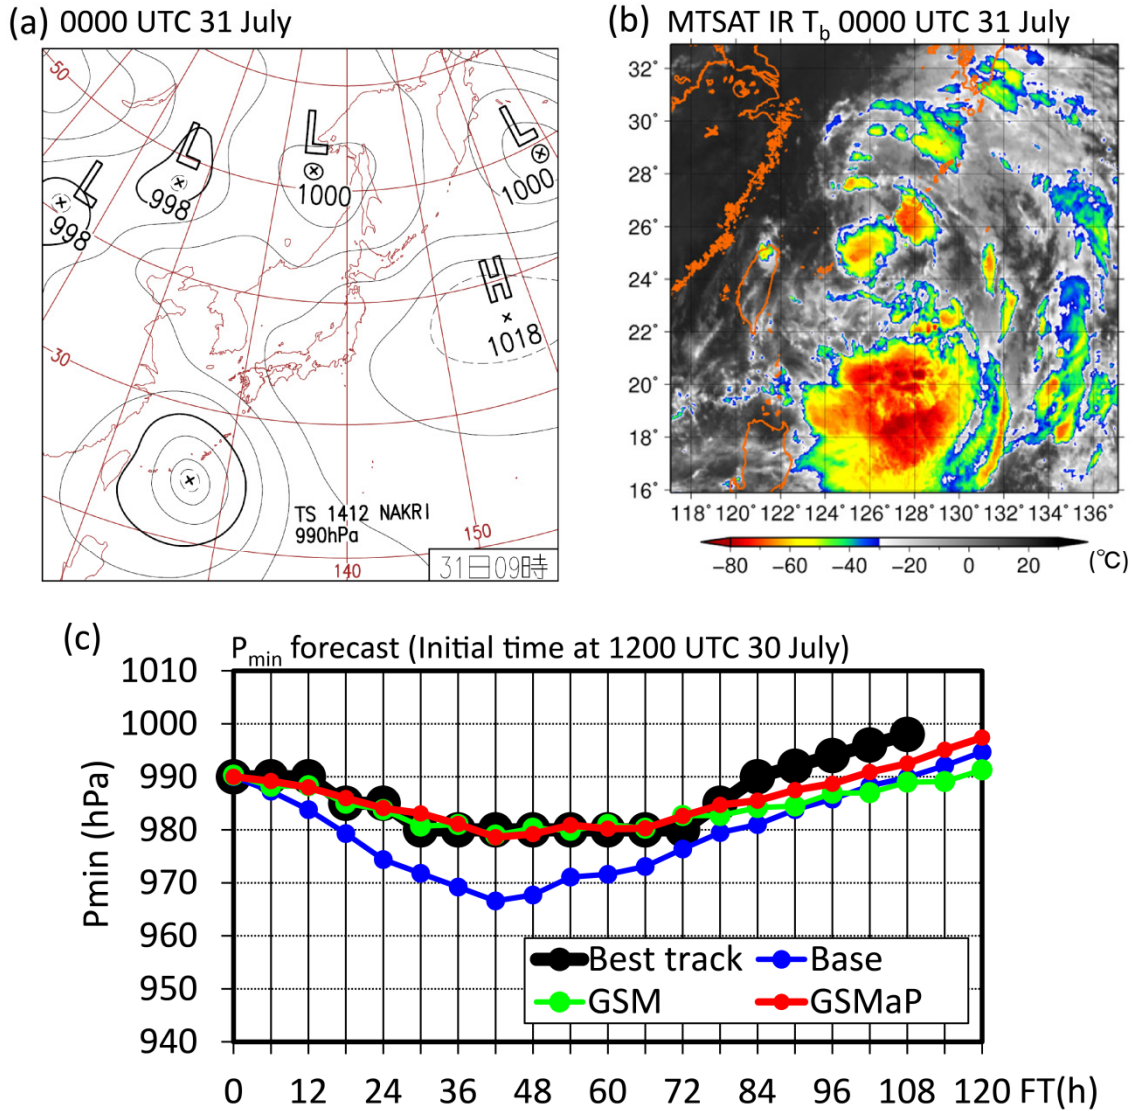 (a) 0000 UTC 31 July
50
L
998
L
998
L
1000
L
1000
H
1018
30
TS 1412 NAKRI
990hPa
150
140
31日09時
(b) MTSAT IR Tb 0000 UTC 31 July
32°
30°
28°
26°
24°
22°
20°
18°
16°
118° 120° 122° 124° 126° 128° 130° 132° 134° 136°
−80 −60 −40 −20 0 20 (°C)
(c) Pmin forecast (Initial time at 1200 UTC 30 July)
Pmin (hPa)
1010
1000
990
980
970
960
950
940
Best track Base
GSM GSMaP
0 12 24 36 48 60 72 84 96 108 120 FT(h)